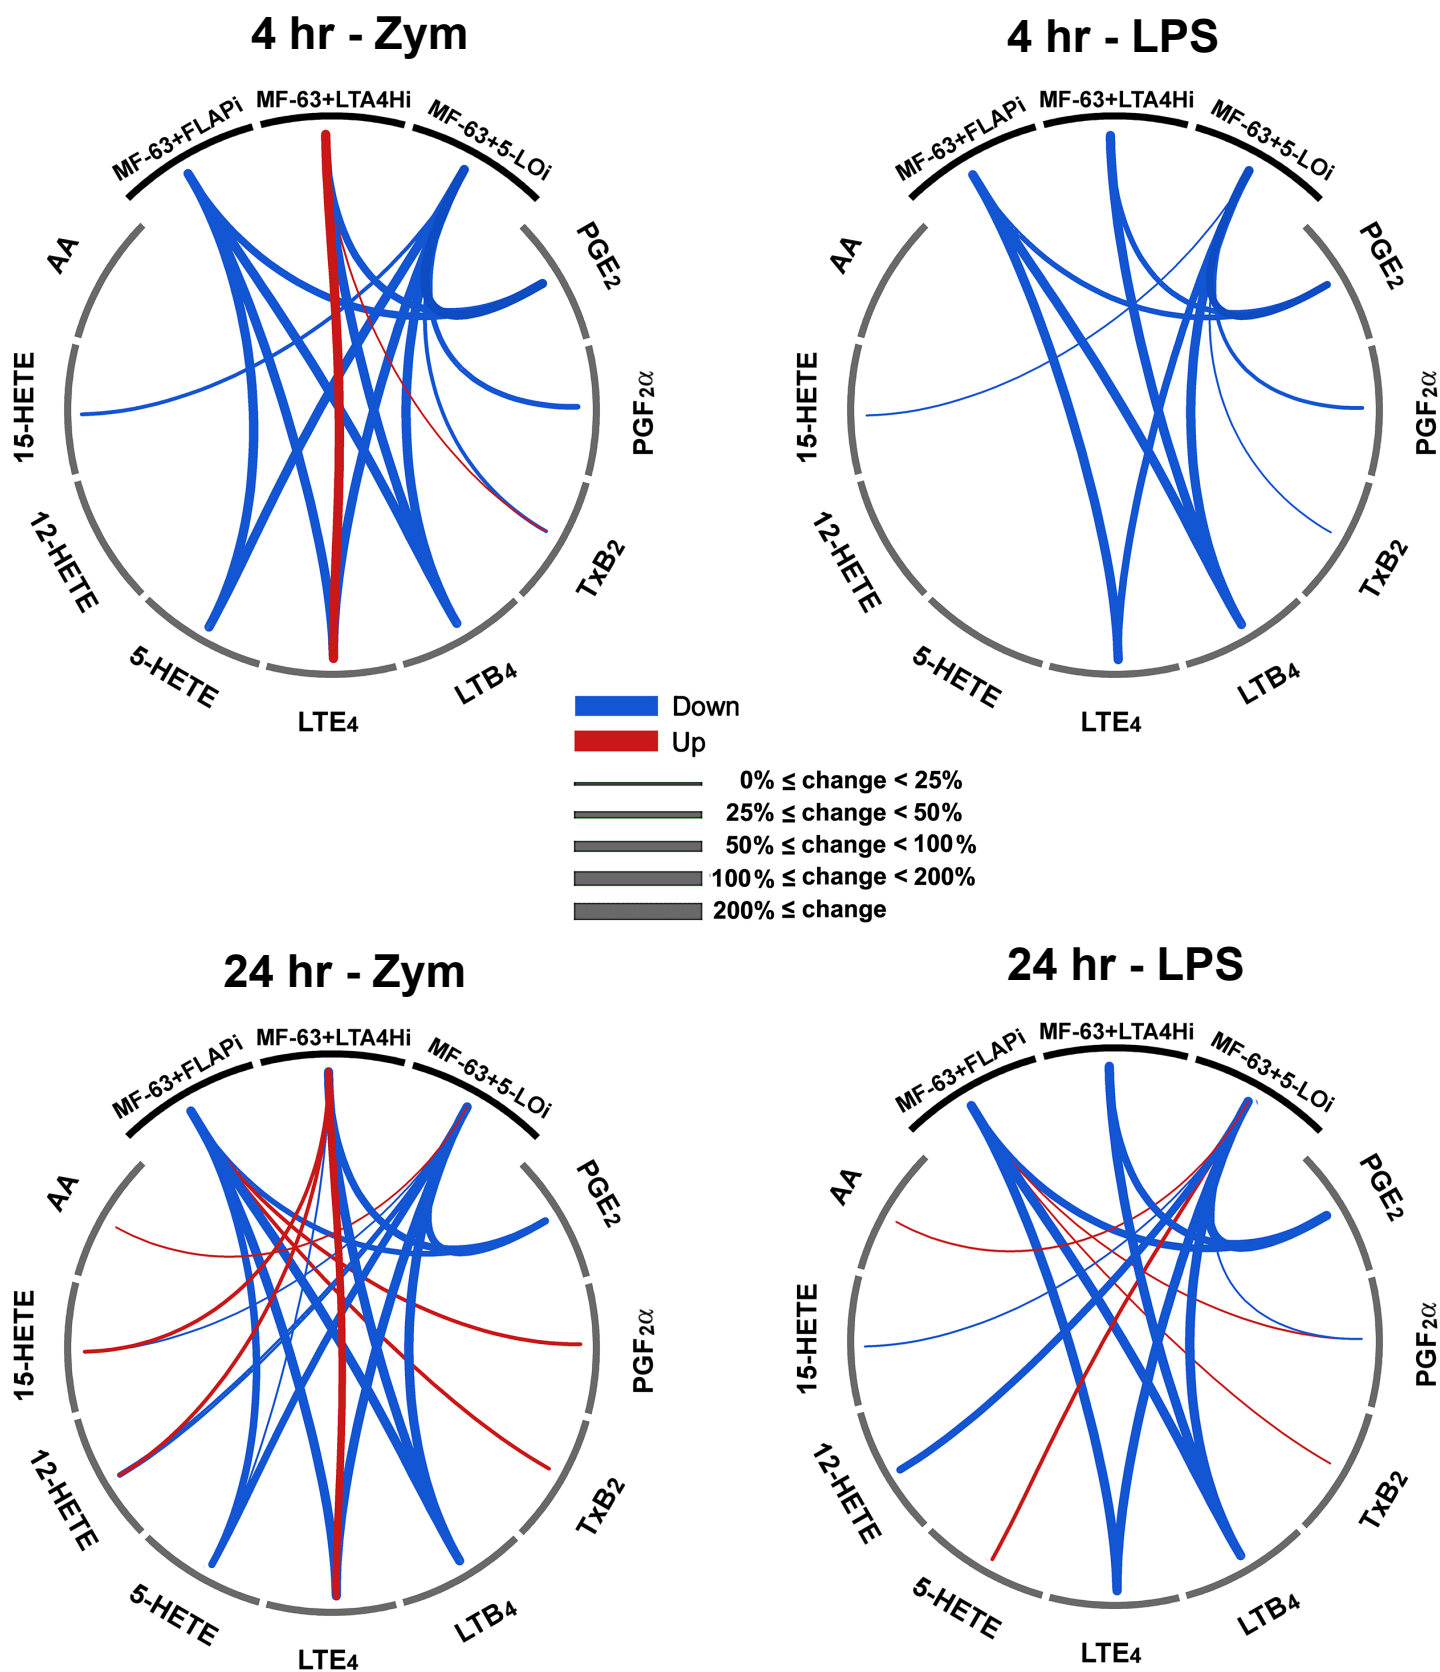 4 hr - Zym
MF-63+FLAPi
MF-63+LTA4Hi
MF-63+5-LOi
AA
PGE2
15-HETE
PGF2α
12-HETE
TxB2
5-HETE
LTB4
LTE4
4 hr - LPS
MF-63+FLAPi
MF-63+LTA4Hi
MF-63+5-LOi
AA
PGE2
15-HETE
PGF2α
12-HETE
TxB2
5-HETE
LTB4
LTE4
Down
Up
0% ≤ change < 25%
25% ≤ change < 50%
50% ≤ change < 100%
100% ≤ change < 200%
200% ≤ change
24 hr - Zym
MF-63+FLAPi
MF-63+LTA4Hi
MF-63+5-LOi
AA
PGE2
15-HETE
PGF2α
12-HETE
TxB2
5-HETE
LTB4
LTE4
24 hr - LPS
MF-63+FLAPi
MF-63+LTA4Hi
MF-63+5-LOi
AA
PGE2
15-HETE
PGF2α
12-HETE
TxB2
5-HETE
LTB4
LTE4